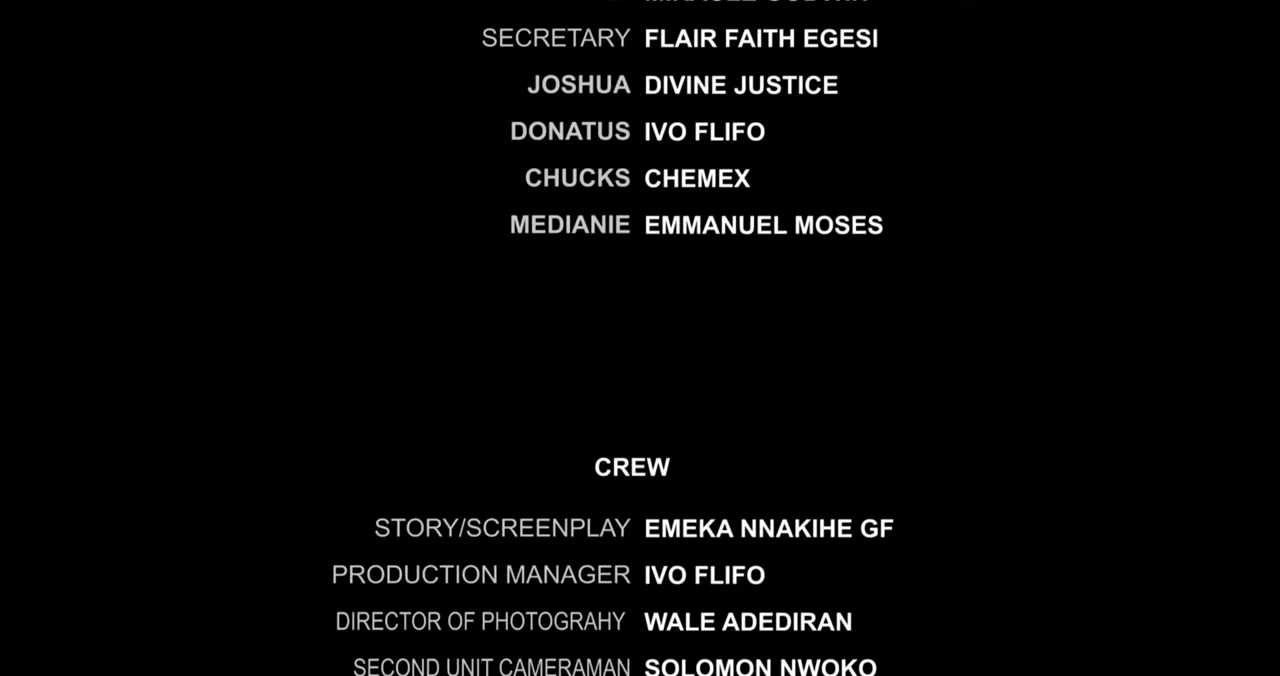 SECRETARY FLAIR FAITH EGESI
JOSHUA DIVINE JUSTICE
DONATUS IVO FLIFO
CHUCKS CHEMEX
MEDIANIE EMMANUEL MOSES
CREW
STORY/SCREENPLAY EMEKA NNAKIHE GF
PRODUCTION MANAGER IVO FLIFO
DIRECTOR OF PHOTOGRAHY WALE ADEDIRAN
SECOND UNIT CAMERAMAN SOLOMON NWOKO